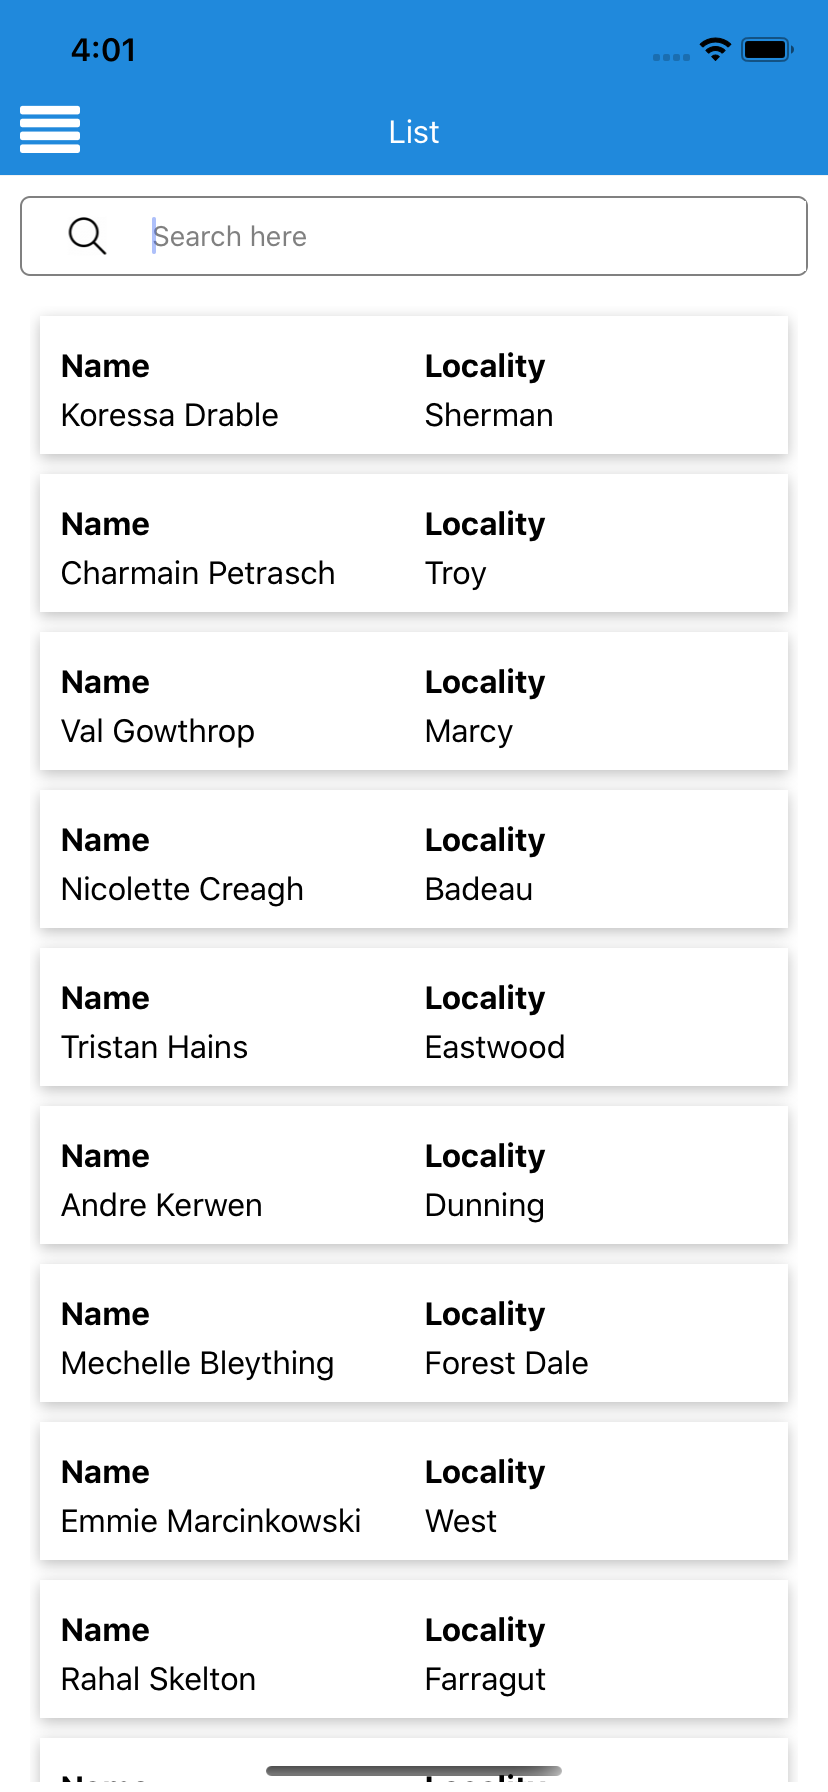 4:01
List
Search here
Name Locality
Koressa Drable Sherman
Name Locality
Charmain Petrasch Troy
Name Locality
Val Gowthrop Marcy
Name Locality
Nicolette Creagh Badeau
Name Locality
Tristan Hains Eastwood
Name Locality
Andre Kerwen Dunning
Name Locality
Mechelle Bleything Forest Dale
Name Locality
Emmie Marcinkowski West
Name Locality
Rahal Skelton Farragut
Name Locality